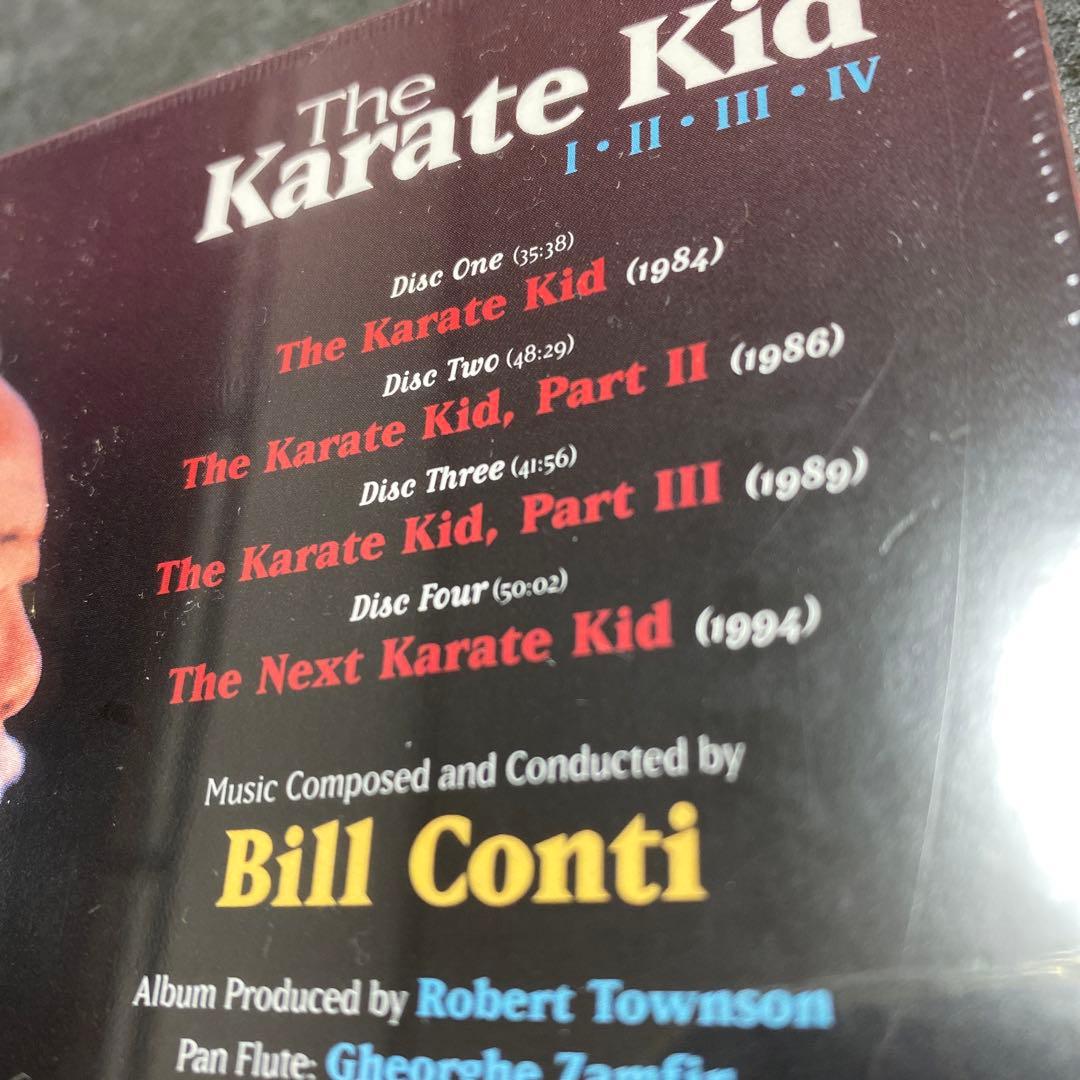 The
Karate Kid
I • II • III • IV
Disc One (35:38)
The Karate Kid (1984)
Disc Two (48:29)
The Karate Kid, Part II (1986)
Disc Three (41:56)
The Karate Kid, Part III (1989)
Disc Four (50:02)
The Next Karate Kid (1994)
Music Composed and Conducted by
Bill Conti
Album Produced by Robert Townson
Pan Flute: Gheorghe Zamfir